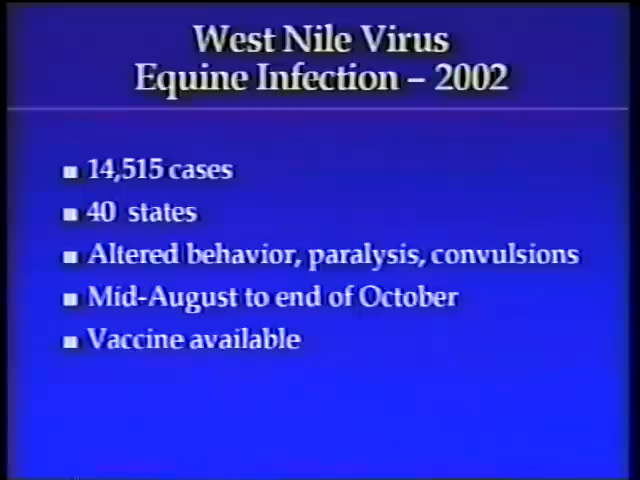 West Nile Virus
Equine Infection – 2002
■ 14,515 cases
■ 40 states
■ Altered behavior, paralysis, convulsions
■ Mid-August to end of October
■ Vaccine available